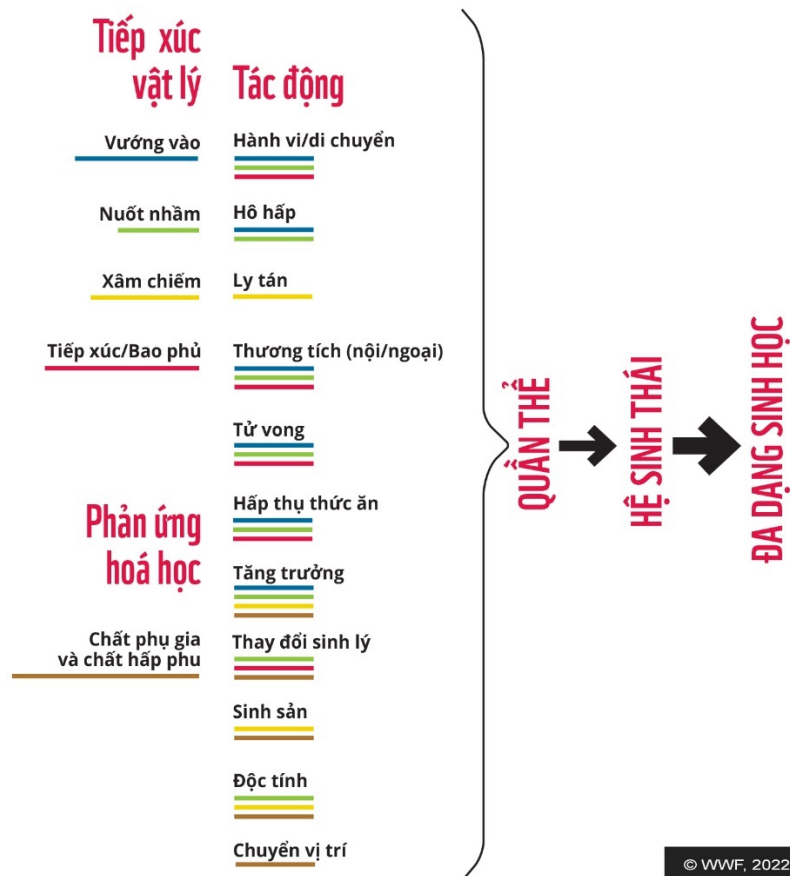 Tiếp xúc
vật lý
Tác động
Vướng vào
Hành vi/di chuyển
Nuốt nhầm
Hô hấp
Xâm chiếm
Ly tán
Tiếp xúc/Bao phủ
Thương tích (nội/ngoại)
Tử vong
Phản ứng
hoá học
Hấp thụ thức ăn
Tăng trưởng
Chất phụ gia
và chất hấp phu
Thay đổi sinh lý
Sinh sản
Độc tính
Chuyển vị trí
QUẦN THỂ
HỆ SINH THÁI
ĐA DẠNG SINH HỌC
© WWF, 2022